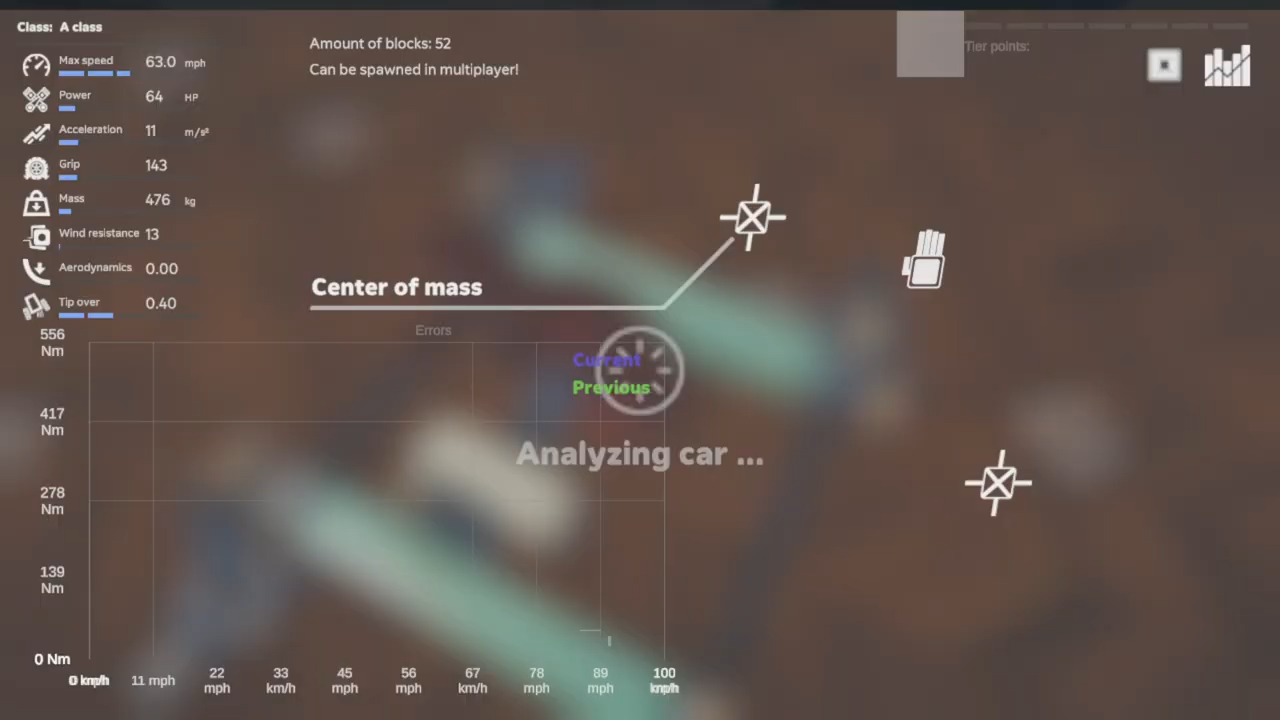 Class: A class
Max speed 63.0 mph
Power 64 HP
Acceleration 11 m/s²
Grip 143
Mass 476 kg
Wind resistance 13
Aerodynamics 0.00
Tip over 0.40
Amount of blocks: 52
Can be spawned in multiplayer!
Tier points:
Center of mass
Errors
Current
Previous
Analyzing car ...
556 Nm
417 Nm
278 Nm
139 Nm
0 Nm
11 mph
22 mph
33 km/h
45 mph
56 mph
67 km/h
78 mph
89 mph
100